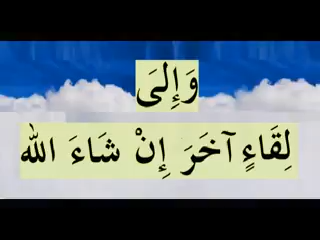 وَإِلَى
لِقَاءٍ آخَرَ إِنْ شَاءَ الله